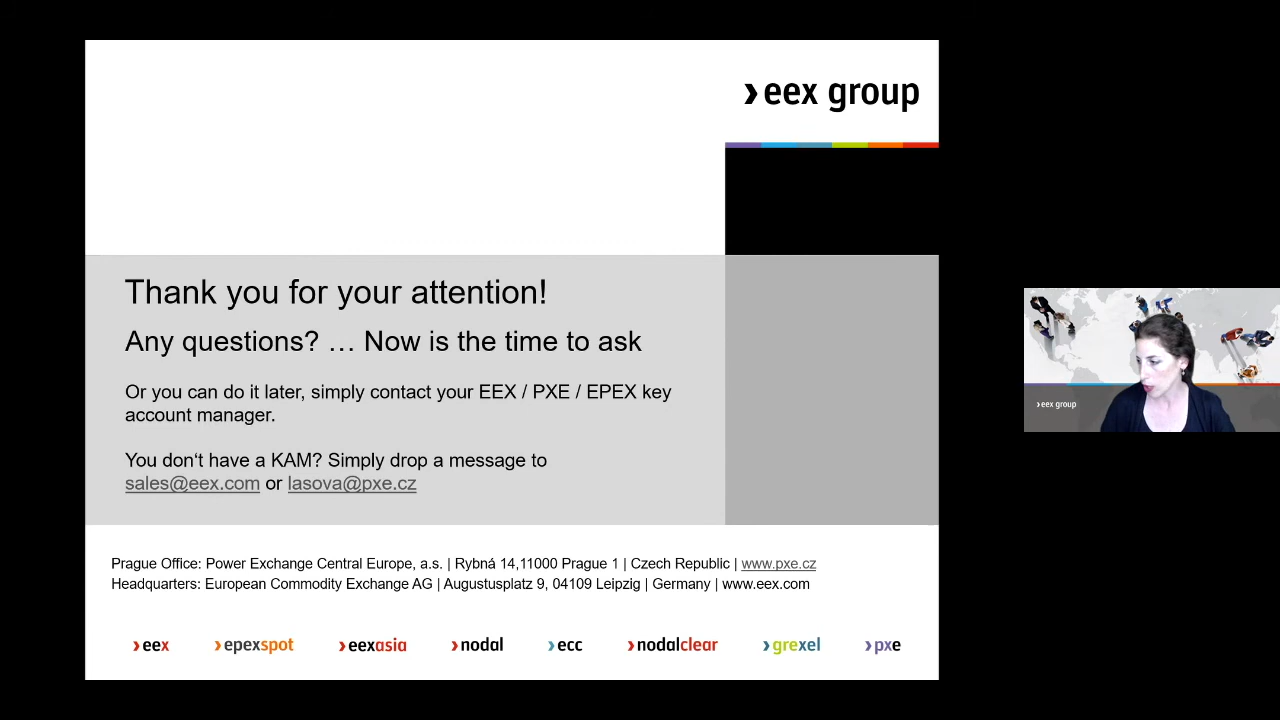 eex group
Thank you for your attention!
Any questions? … Now is the time to ask
Or you can do it later, simply contact your EEX / PXE / EPEX key
account manager.
You don‘t have a KAM? Simply drop a message to
sales@eex.com or lasova@pxe.cz
eex group
Prague Office: Power Exchange Central Europe, a.s. | Rybná 14,11000 Prague 1 | Czech Republic | www.pxe.cz
Headquarters: European Commodity Exchange AG | Augustusplatz 9, 04109 Leipzig | Germany | www.eex.com
eex epexspot eexasia nodal ecc nodalclear grexel pxe